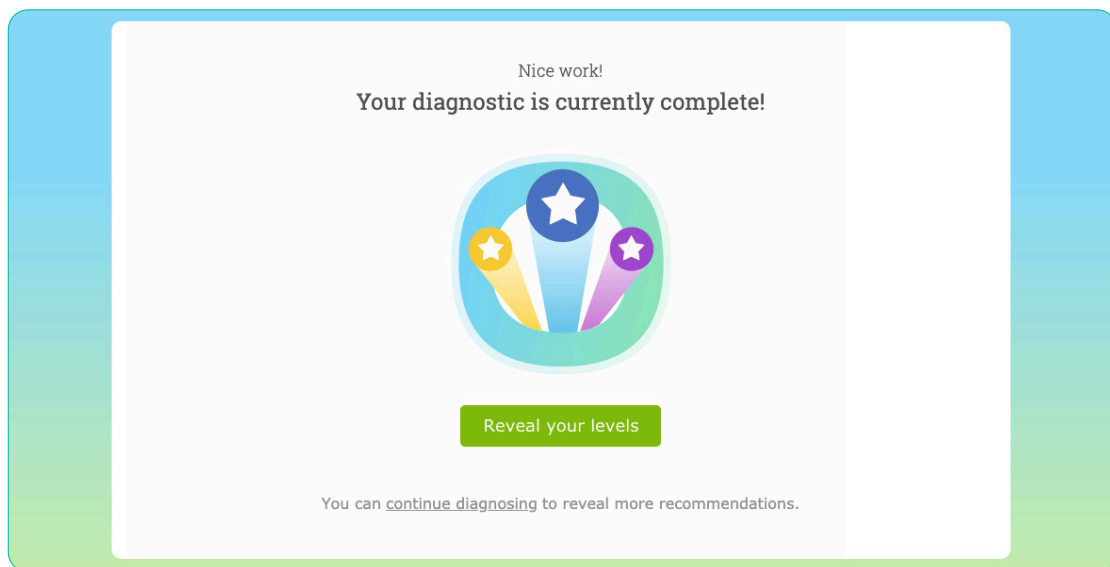 Nice work!
Your diagnostic is currently complete!
Reveal your levels
You can continue diagnosing to reveal more recommendations.